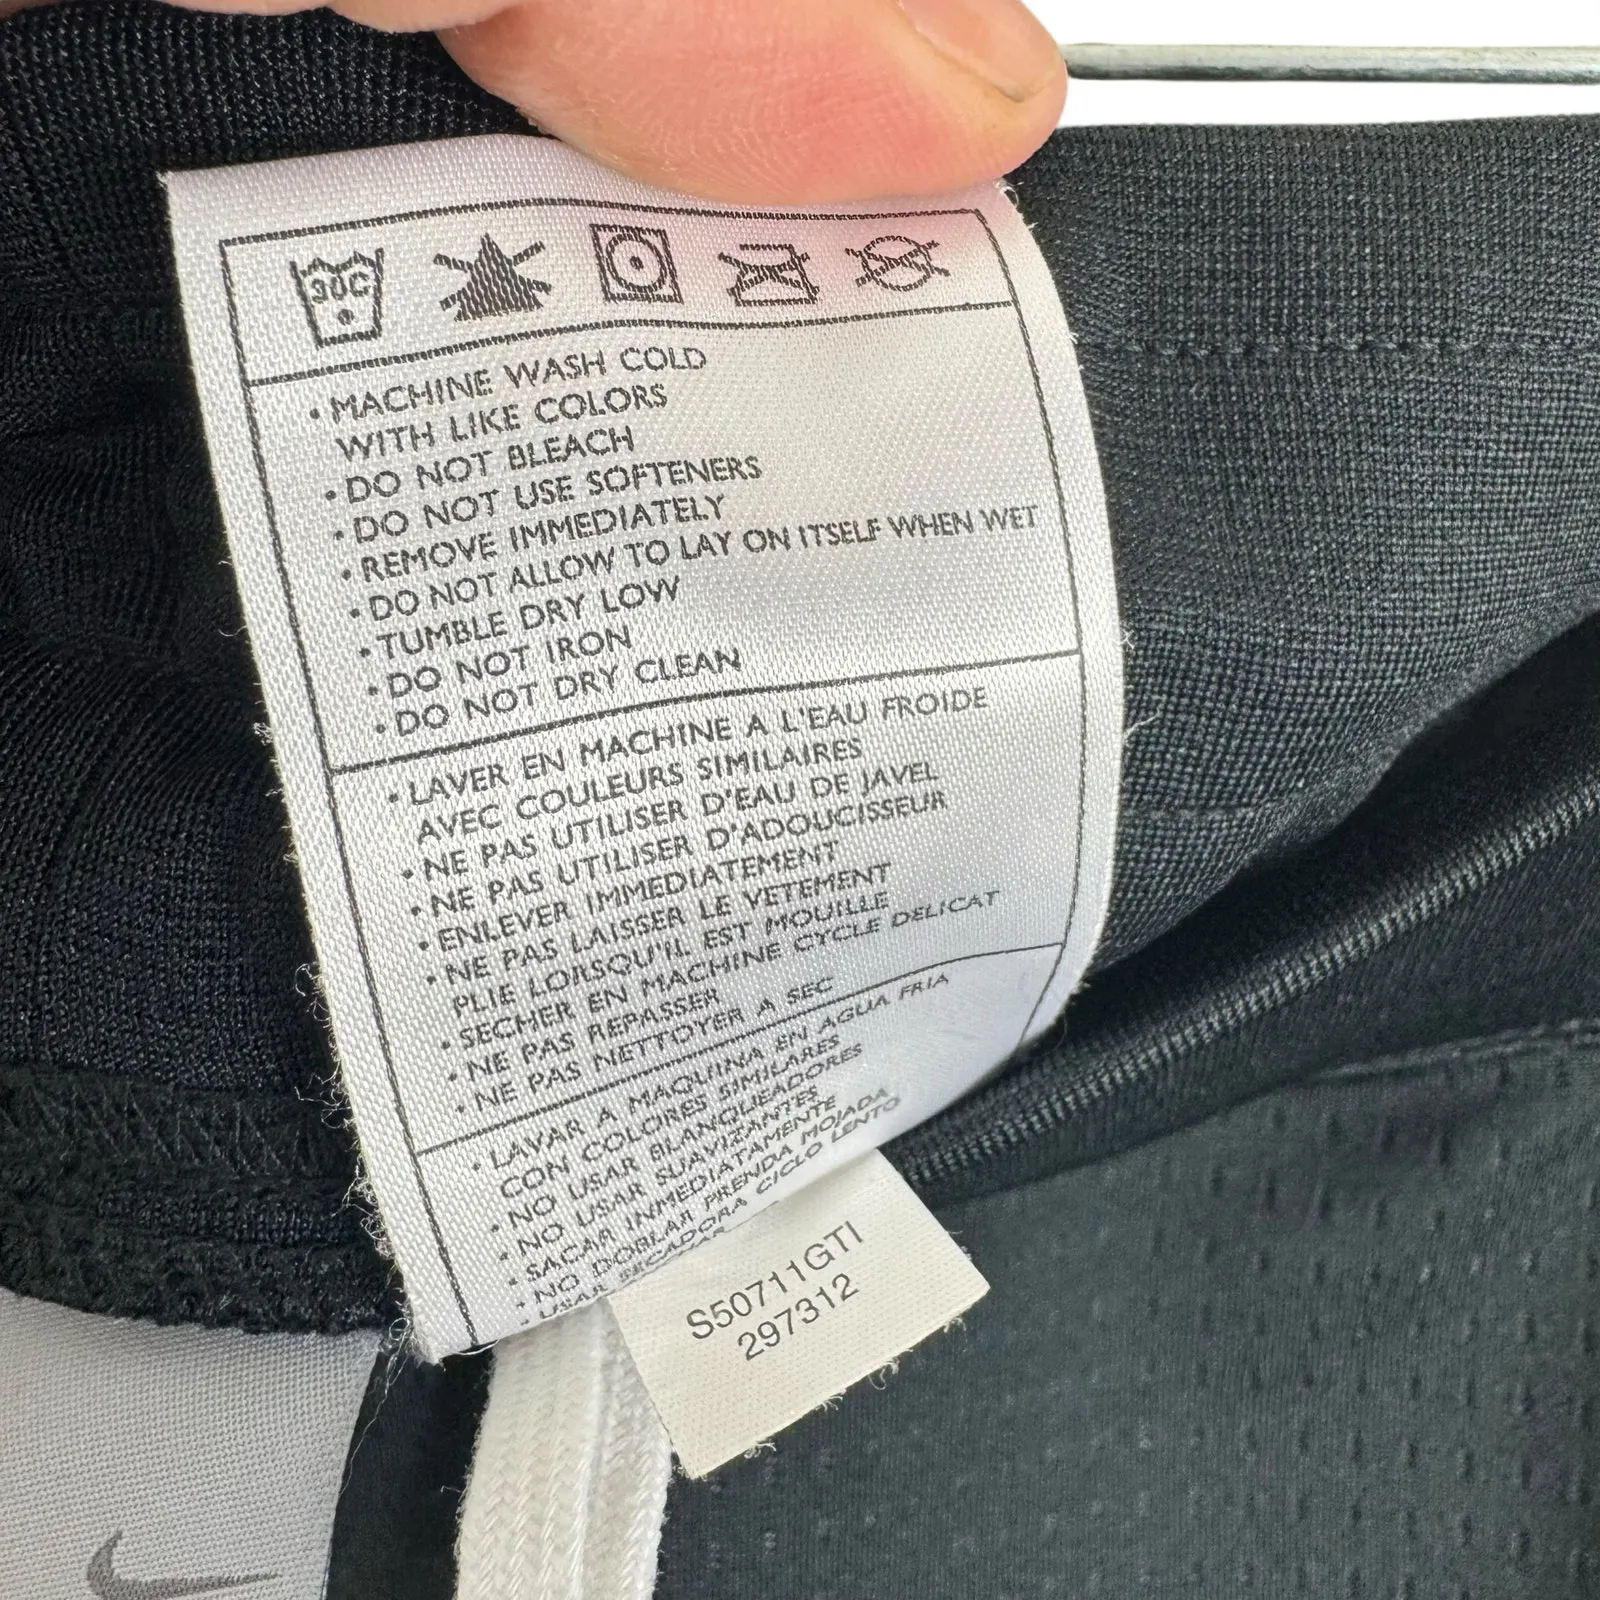 30C
• MACHINE WASH COLD
WITH LIKE COLORS
• DO NOT BLEACH
• DO NOT USE SOFTENERS
• REMOVE IMMEDIATELY
• DO NOT ALLOW TO LAY ON ITSELF WHEN WET
• TUMBLE DRY LOW
• DO NOT IRON
• DO NOT DRY CLEAN
• LAVER EN MACHINE A L'EAU FROIDE
AVEC COULEURS SIMILAIRES
• NE PAS UTILISER D'EAU DE JAVEL
• NE PAS UTILISER D'ADOUCISSEUR
• ENLEVER IMMEDIATEMENT
• NE PAS LAISSER LE VETEMENT
PLIE LORSQU'IL EST MOUILLE
• SECHER EN MACHINE CYCLE DELICAT
• NE PAS REPASSER
• NE PAS NETTOYER A SEC
• LAVAR A MAQUINA EN AGUA FRIA
CON COLORES SIMILARES
• NO USAR BLANQUEADORES
• NO USAR SUAVIZANTES
• SACAR INMEDIATAMENTE
• NO DOBLAR PRENDA MOJADA
• USAR SECADORA CICLO LENTO
S50711GTI
297312